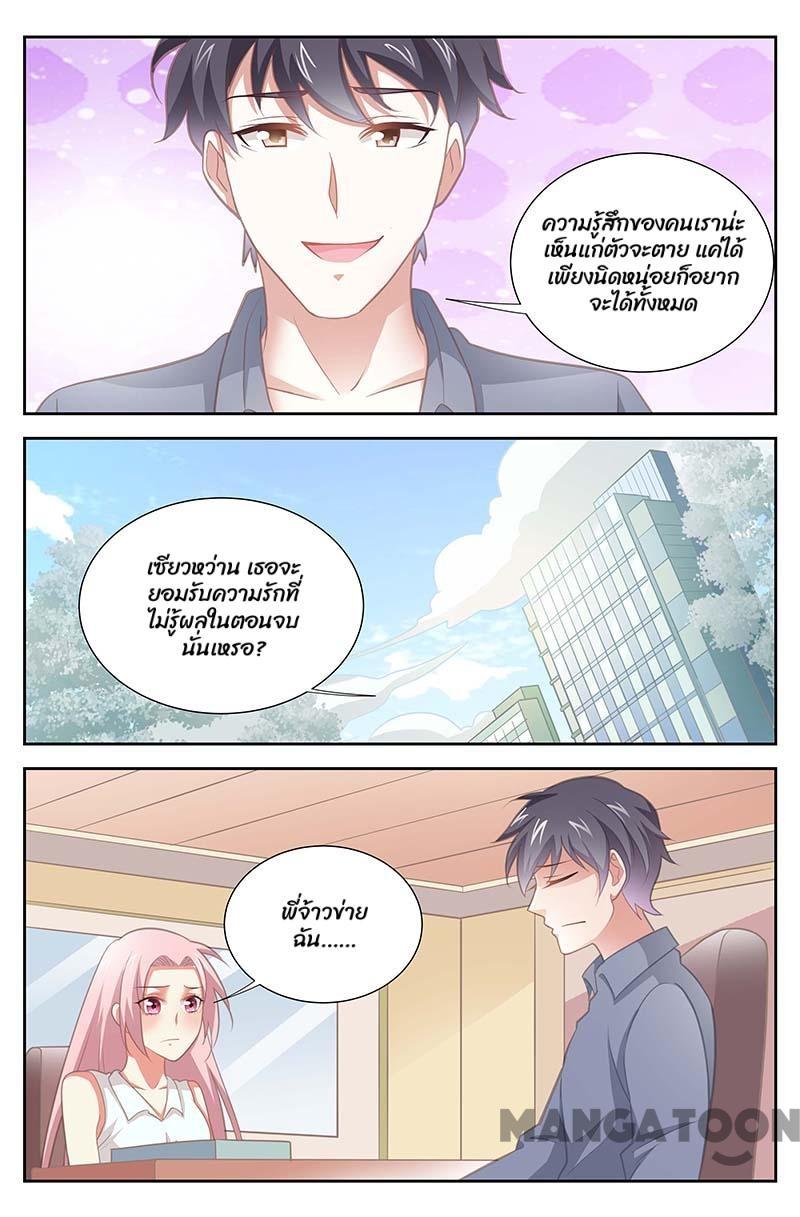 ความรู้สึกของคนเราน่ะ
เห็นแก่ตัวจะตาย แค่ได้
เพียงนิดหน่อยก็อยาก
จะได้ทั้งหมด
เซียวหว่าน เธอจะ
ยอมรับความรักที่
ไม่รู้ผลในตอนจบ
นั่นเหรอ?
พี่จ้าวข่าย
ฉัน......
MANGATOON